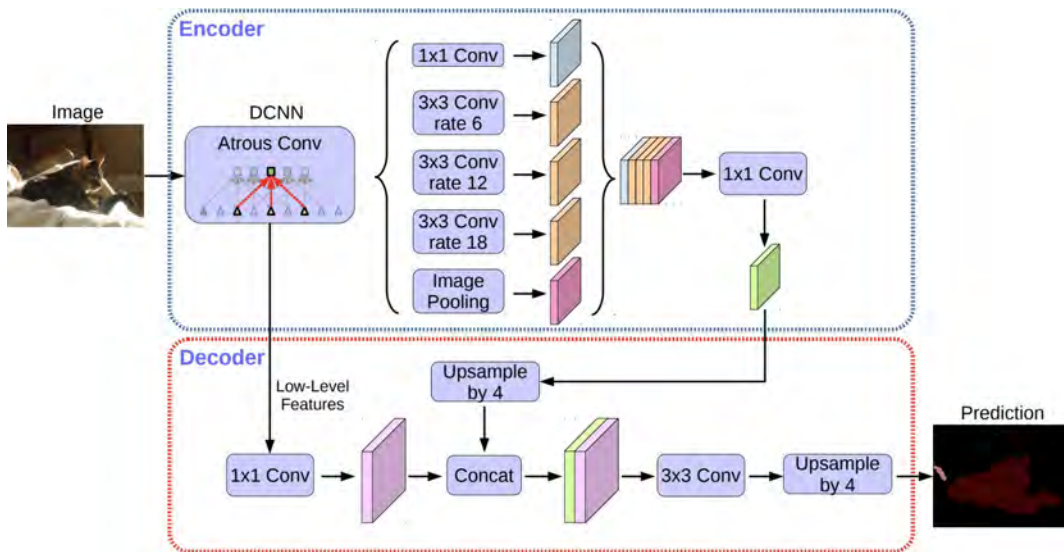 Encoder
Image
DCNN
Atrous Conv
1x1 Conv
3x3 Conv
rate 6
3x3 Conv
rate 12
3x3 Conv
rate 18
Image
Pooling
1x1 Conv
Decoder
Low-Level
Features
Upsample
by 4
1x1 Conv
Concat
3x3 Conv
Upsample
by 4
Prediction